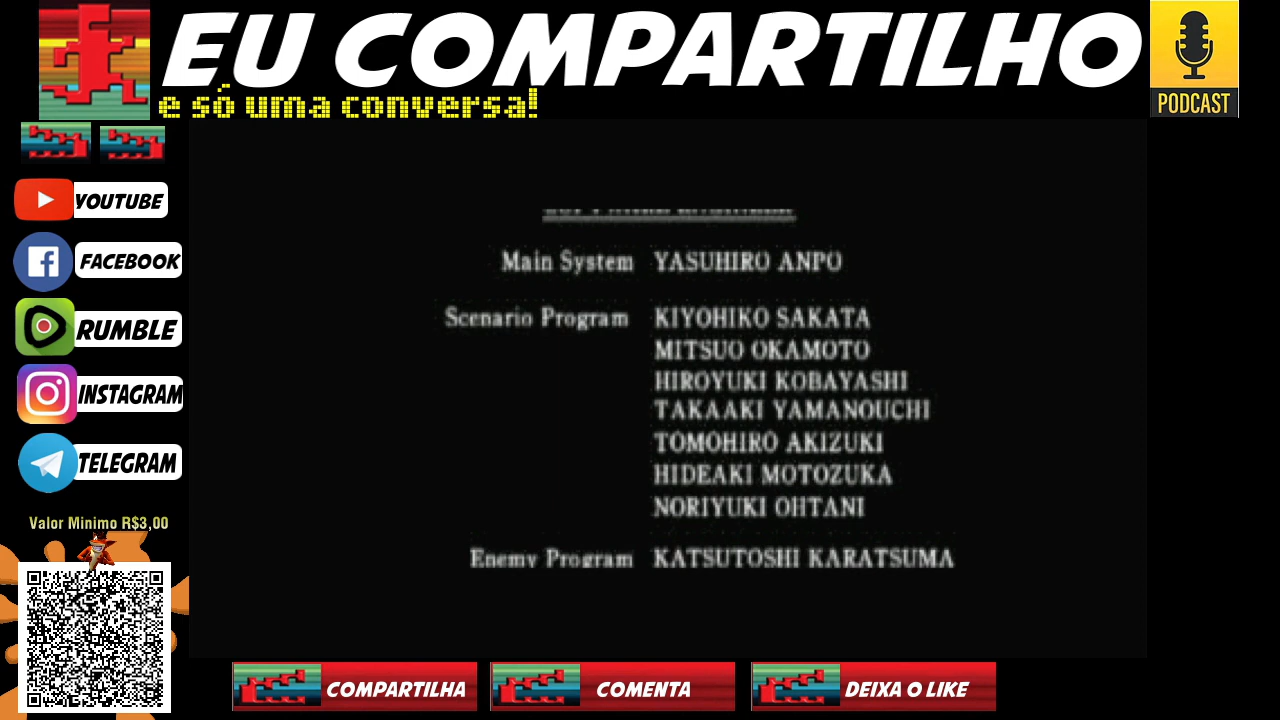 EU COMPARTILHO
e só uma conversa!
PODCAST
YOUTUBE
FACEBOOK
RUMBLE
INSTAGRAM
TELEGRAM
Valor Minimo R$3,00
Main System YASUHIRO ANPO
Scenario Program KIYOHIKO SAKATA
MITSUO OKAMOTO
HIROYUKI KOBAYASHI
TAKAAKI YAMANOUCHI
TOMOHIRO AKIZUKI
HIDEAKI MOTOZUKA
NORIYUKI OHTANI
Enemy Program KATSUTOSHI KARATSUMA
COMPARTILHA
COMENTA
DEIXA O LIKE